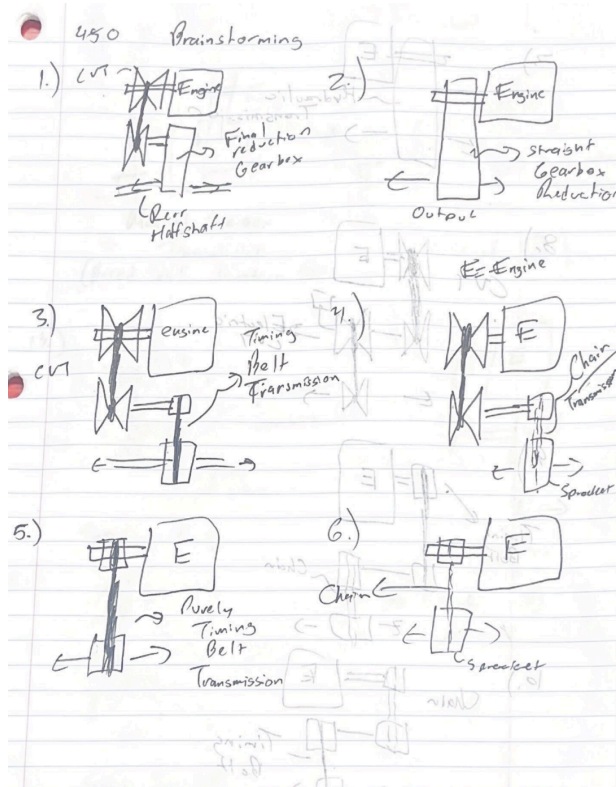 450 Brainstorming
1.) CVT
Engine
Final
reduction
Gearbox
Rear
Halfshaft
2.)
Engine
straight
Gearbox
Reduction
Output
E=Engine
3.)
engine
CVT
Timing
Belt
Transmission
4.)
E
Chain
Transmission
Sprocket
5.)
E
Purely
Timing
Belt
Transmission
6.)
E
Chain
Sprocket